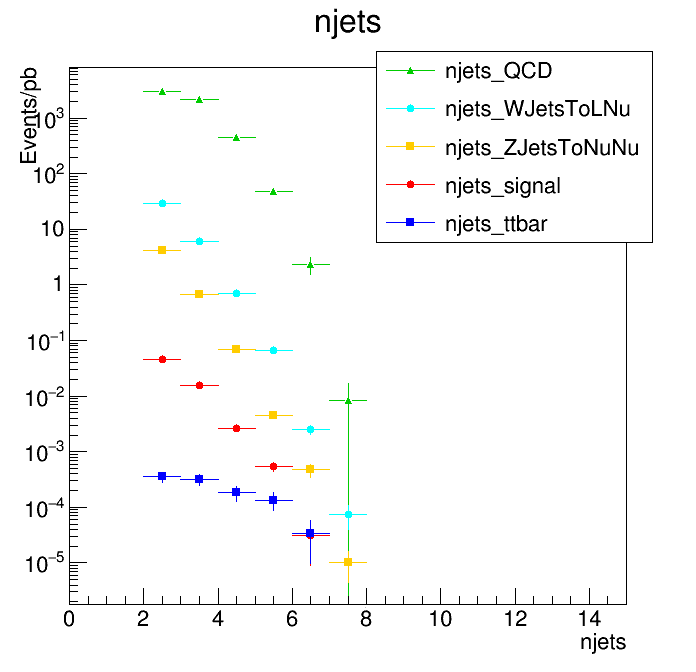 njets
Events/pb
njets_QCD
njets_WJetsToLNu
njets_ZJetsToNuNu
njets_signal
njets_ttbar
10³
10²
10
1
10⁻¹
10⁻²
10⁻³
10⁻⁴
10⁻⁵
0 2 4 6 8 10 12 14
njets